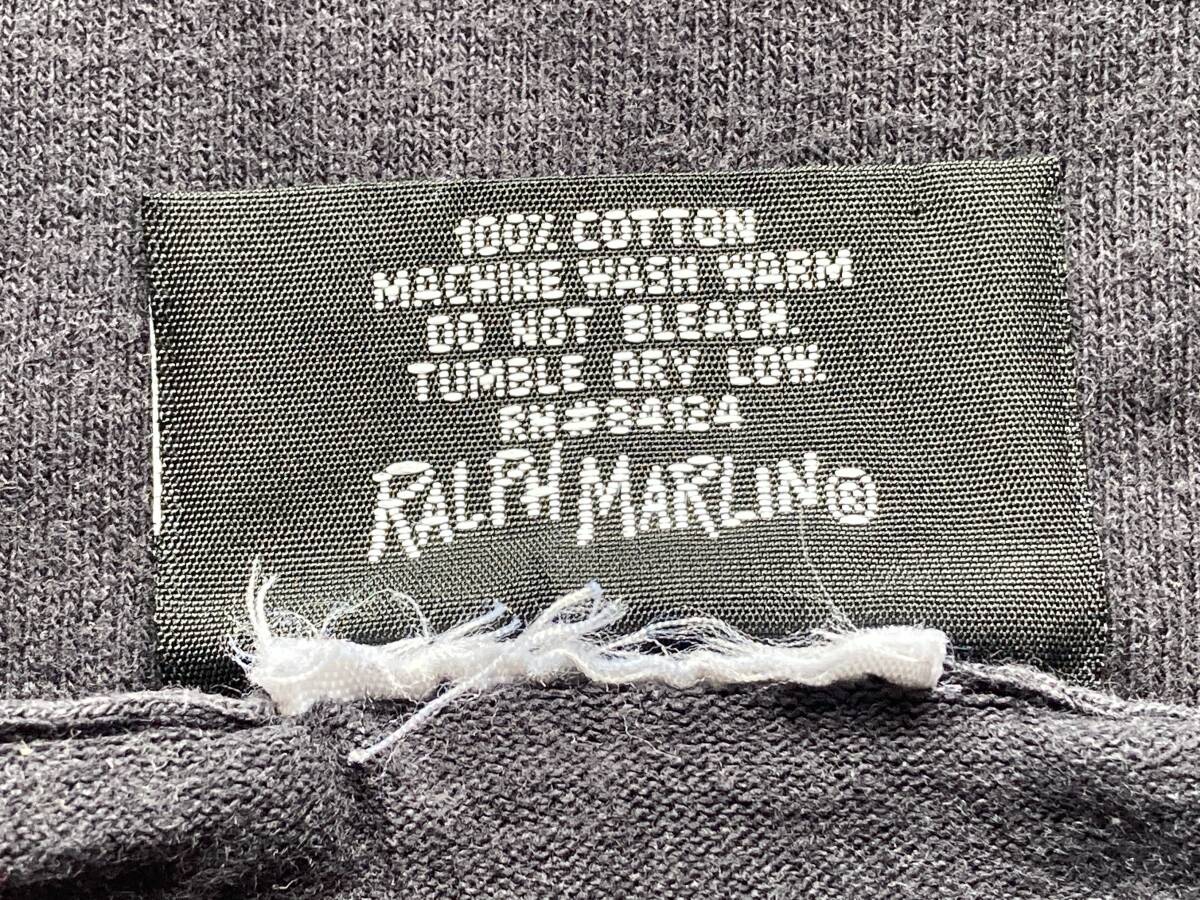 100% COTTON
MACHINE WASH WARM
DO NOT BLEACH.
TUMBLE DRY LOW.
RN#84134
RALPH MARLIN®